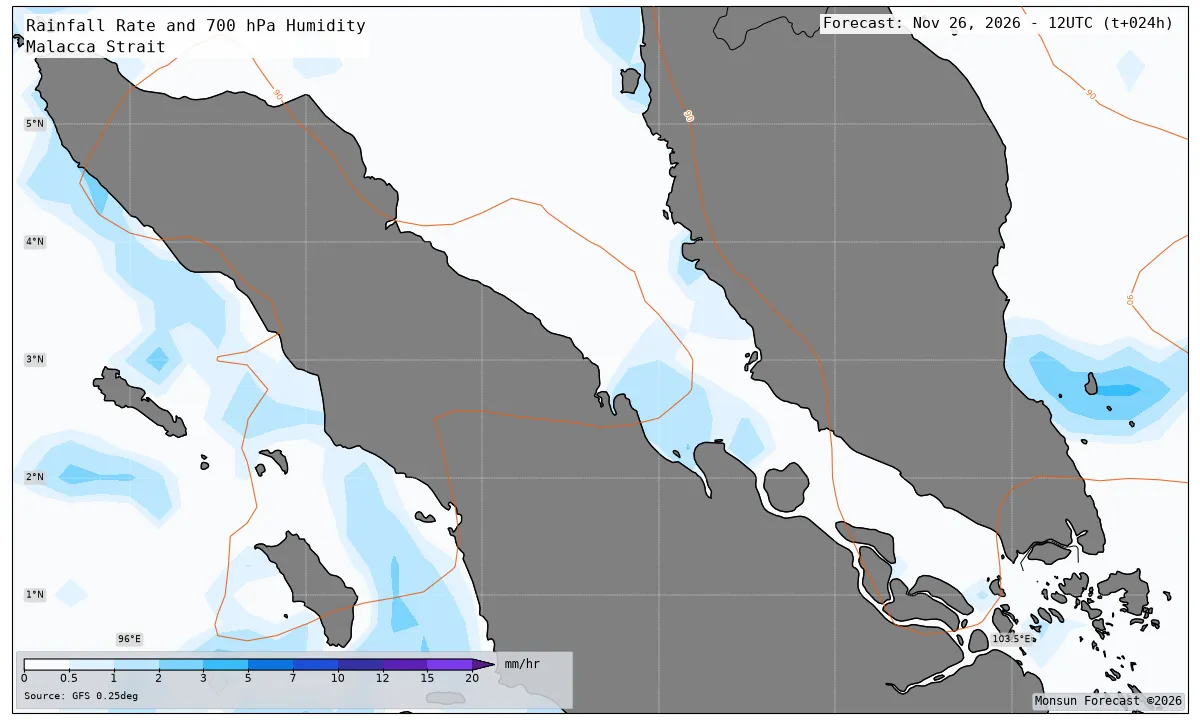 Rainfall Rate and 700 hPa Humidity
Malacca Strait
Forecast: Nov 26, 2026 - 12UTC (t+024h)
90
90
90
5°N
4°N
90
3°N
2°N
1°N
96°E
103.5°E
0 0.5 1 2 3 5 7 10 12 15 20
mm/hr
Source: GFS 0.25deg
Monsun Forecast ©2026